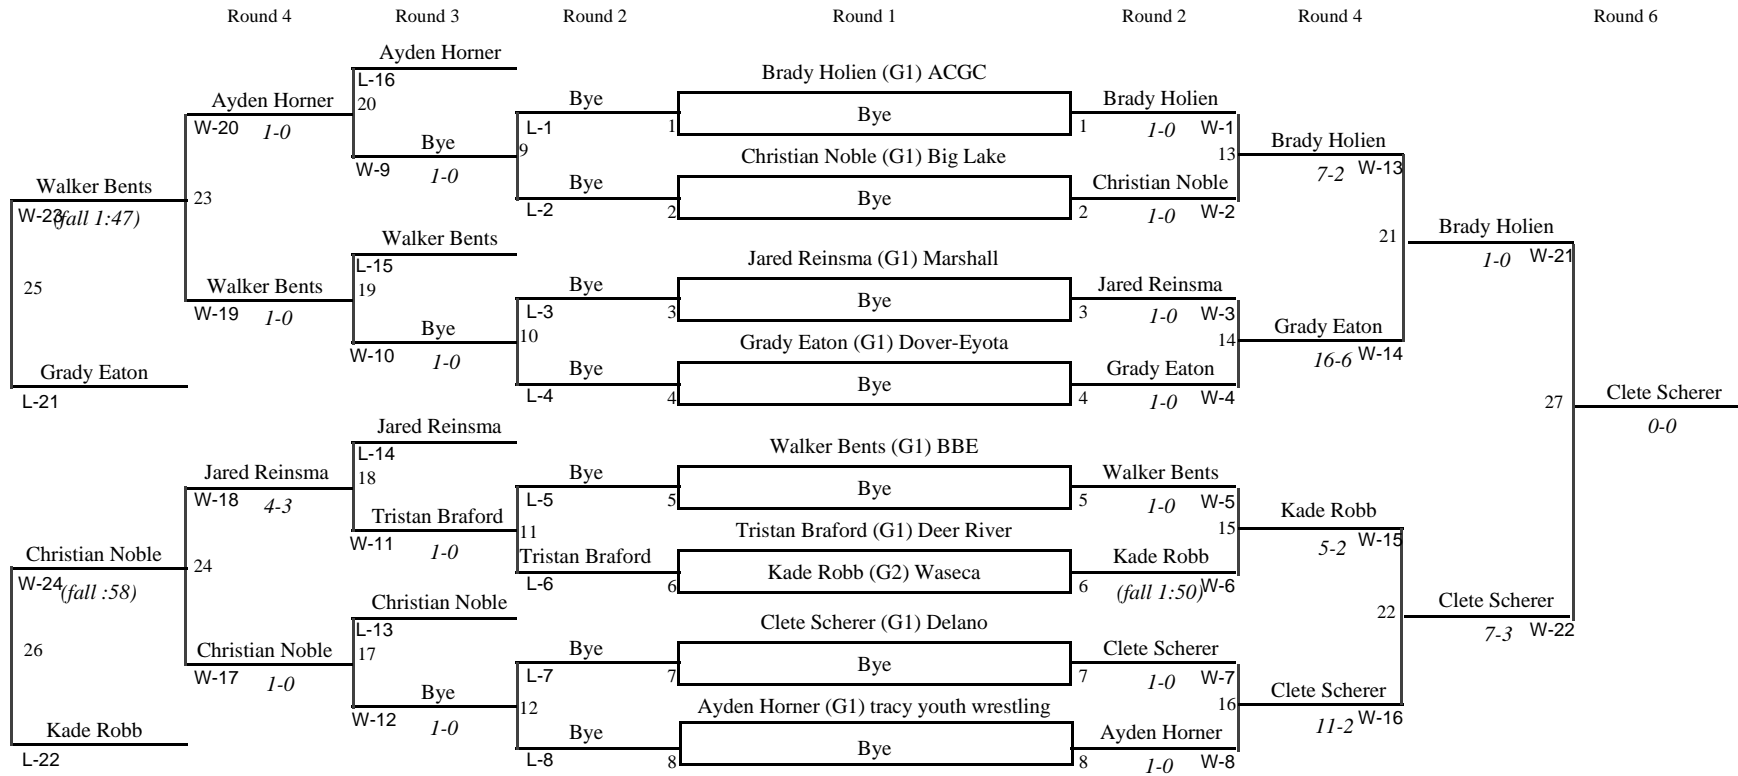 Round 4 Round 3 Round 2 Round 1 Round 2 Round 4 Round 6
Ayden Horner
L-16
20
Ayden Horner
W-20 1-0
Bye
W-9 1-0
Walker Bents
W-23 (fall 1:47)
23
Walker Bents
L-15
19
Walker Bents
W-19 1-0
Bye
W-10 1-0
25
Grady Eaton
L-21
Jared Reinsma
L-14
18
Jared Reinsma
W-18 4-3
Tristan Braford
W-11 1-0
Christian Noble
W-24 (fall :58)
24
Christian Noble
L-13
17
Christian Noble
W-17 1-0
Bye
W-12 1-0
26
Kade Robb
L-22
Bye
L-1
9
Bye
L-2
Bye
L-3
10
Bye
L-4
Bye
L-5
11
Tristan Braford
L-6
Bye
L-7
12
Bye
L-8
Brady Holien (G1) ACGC
1 Bye 1
Christian Noble (G1) Big Lake
2 Bye 2
Jared Reinsma (G1) Marshall
3 Bye 3
Grady Eaton (G1) Dover-Eyota
4 Bye 4
Walker Bents (G1) BBE
5 Bye 5
Tristan Braford (G1) Deer River
6 Kade Robb (G2) Waseca 6
Clete Scherer (G1) Delano
7 Bye 7
Ayden Horner (G1) tracy youth wrestling
8 Bye 8
Brady Holien
1-0 W-1
13
Christian Noble
1-0 W-2
Jared Reinsma
1-0 W-3
14
Grady Eaton
1-0 W-4
Walker Bents
1-0 W-5
15
Kade Robb
(fall 1:50) W-6
Clete Scherer
1-0 W-7
16
Ayden Horner
1-0 W-8
Brady Holien
7-2 W-13
21
Grady Eaton
16-6 W-14
Kade Robb
5-2 W-15
22
Clete Scherer
11-2 W-16
Brady Holien
1-0 W-21
27
Clete Scherer
7-3 W-22
Clete Scherer
0-0